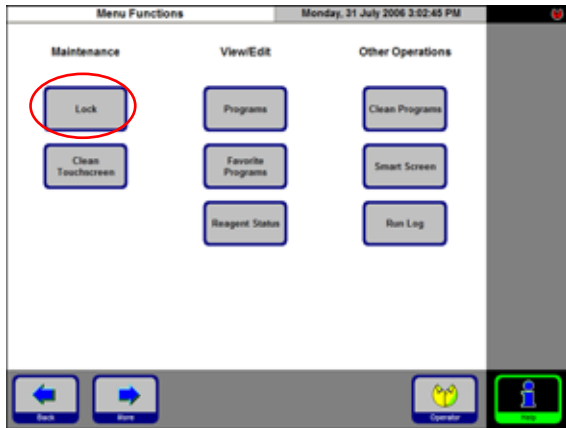 Menu Functions
Monday, 31 July 2006 3:02:45 PM
Maintenance
View/Edit
Other Operations
Lock
Programs
Clean Programs
Clean
Touchscreen
Favorite
Programs
Smart Screen
Reagent Status
Run Log
Back
More
Operator
Help